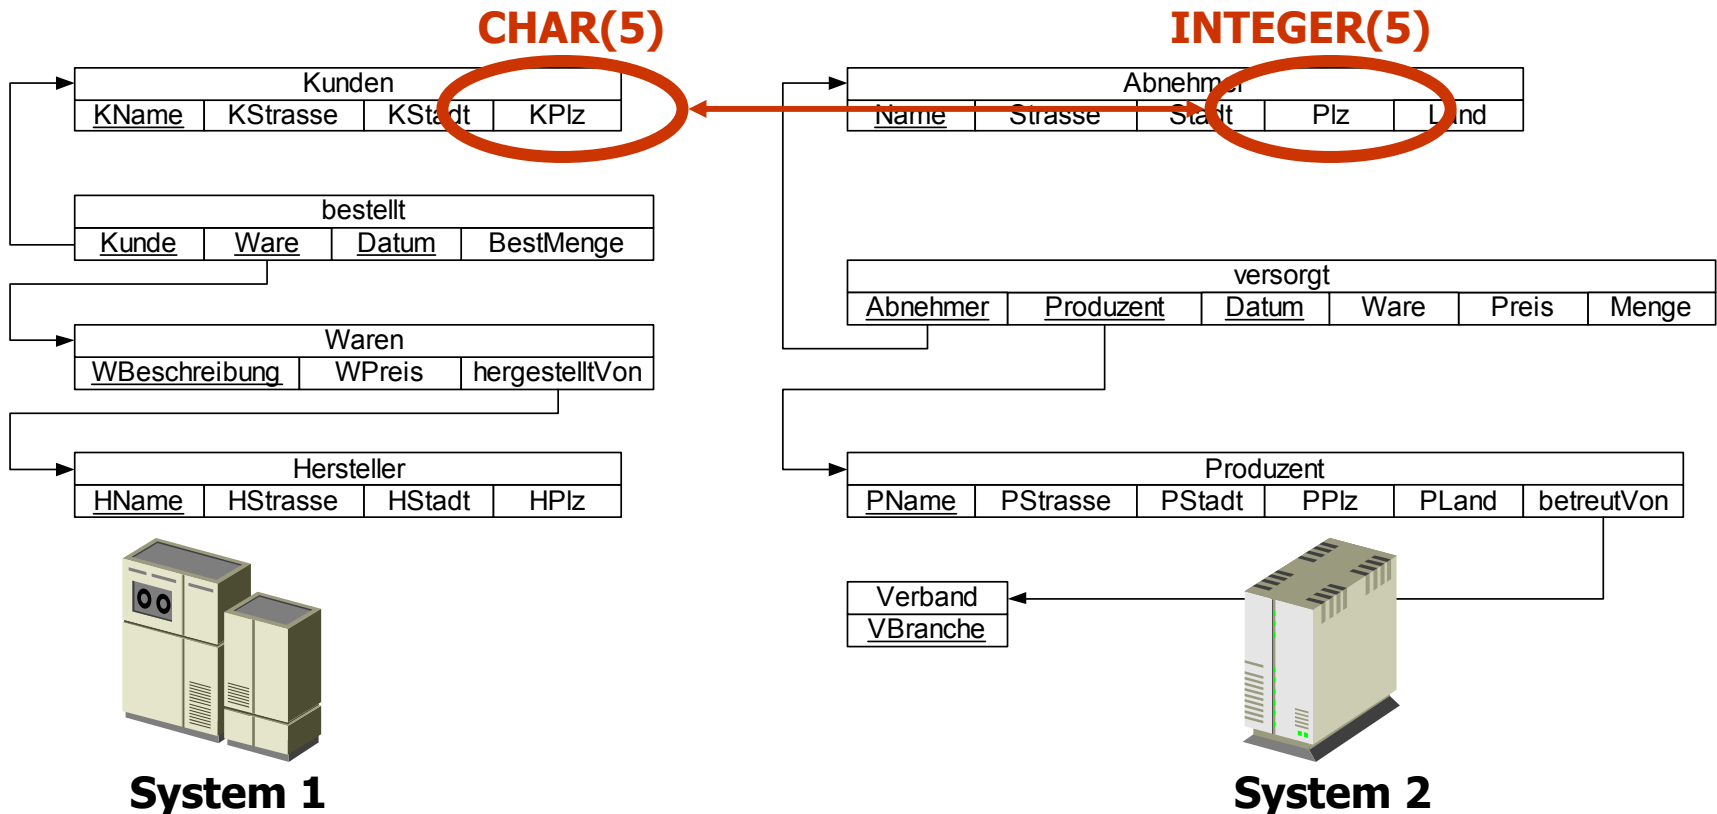 CHAR(5) INTEGER(5)
Kunden
KName KStrasse KStadt KPlz
bestellt
Kunde Ware Datum BestMenge
Waren
WBeschreibung WPreis hergestelltVon
Hersteller
HName HStrasse HStadt HPlz
System 1
Abnehmer
Name Strasse Stadt Plz Land
versorgt
Abnehmer Produzent Datum Ware Preis Menge
Produzent
PName PStrasse PStadt PPlz PLand betreutVon
Verband
VBranche
System 2